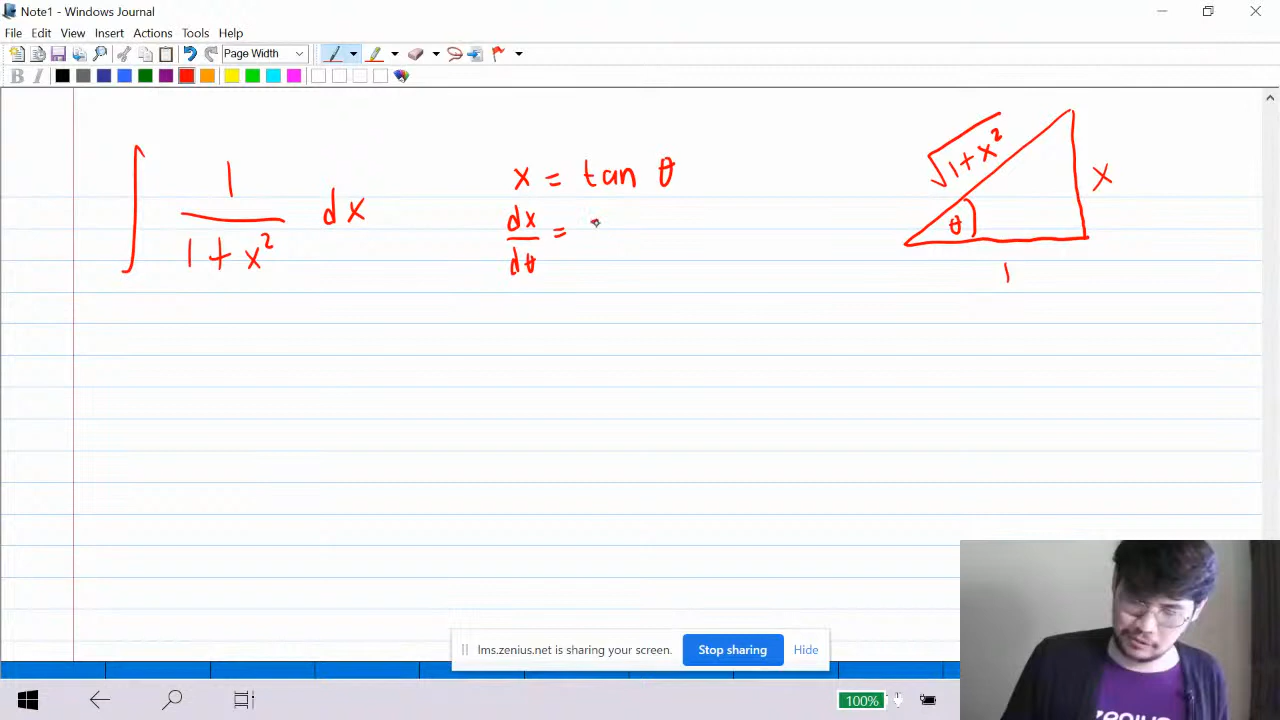 Note1 - Windows Journal
File Edit View Insert Actions Tools Help
Page Width
B I
∫ 1/(1 + x²) dx
x = tan θ
dx/dθ =
√1+x²
x
θ
1
lms.zenius.net is sharing your screen. Stop sharing Hide
100%
ZENIUS